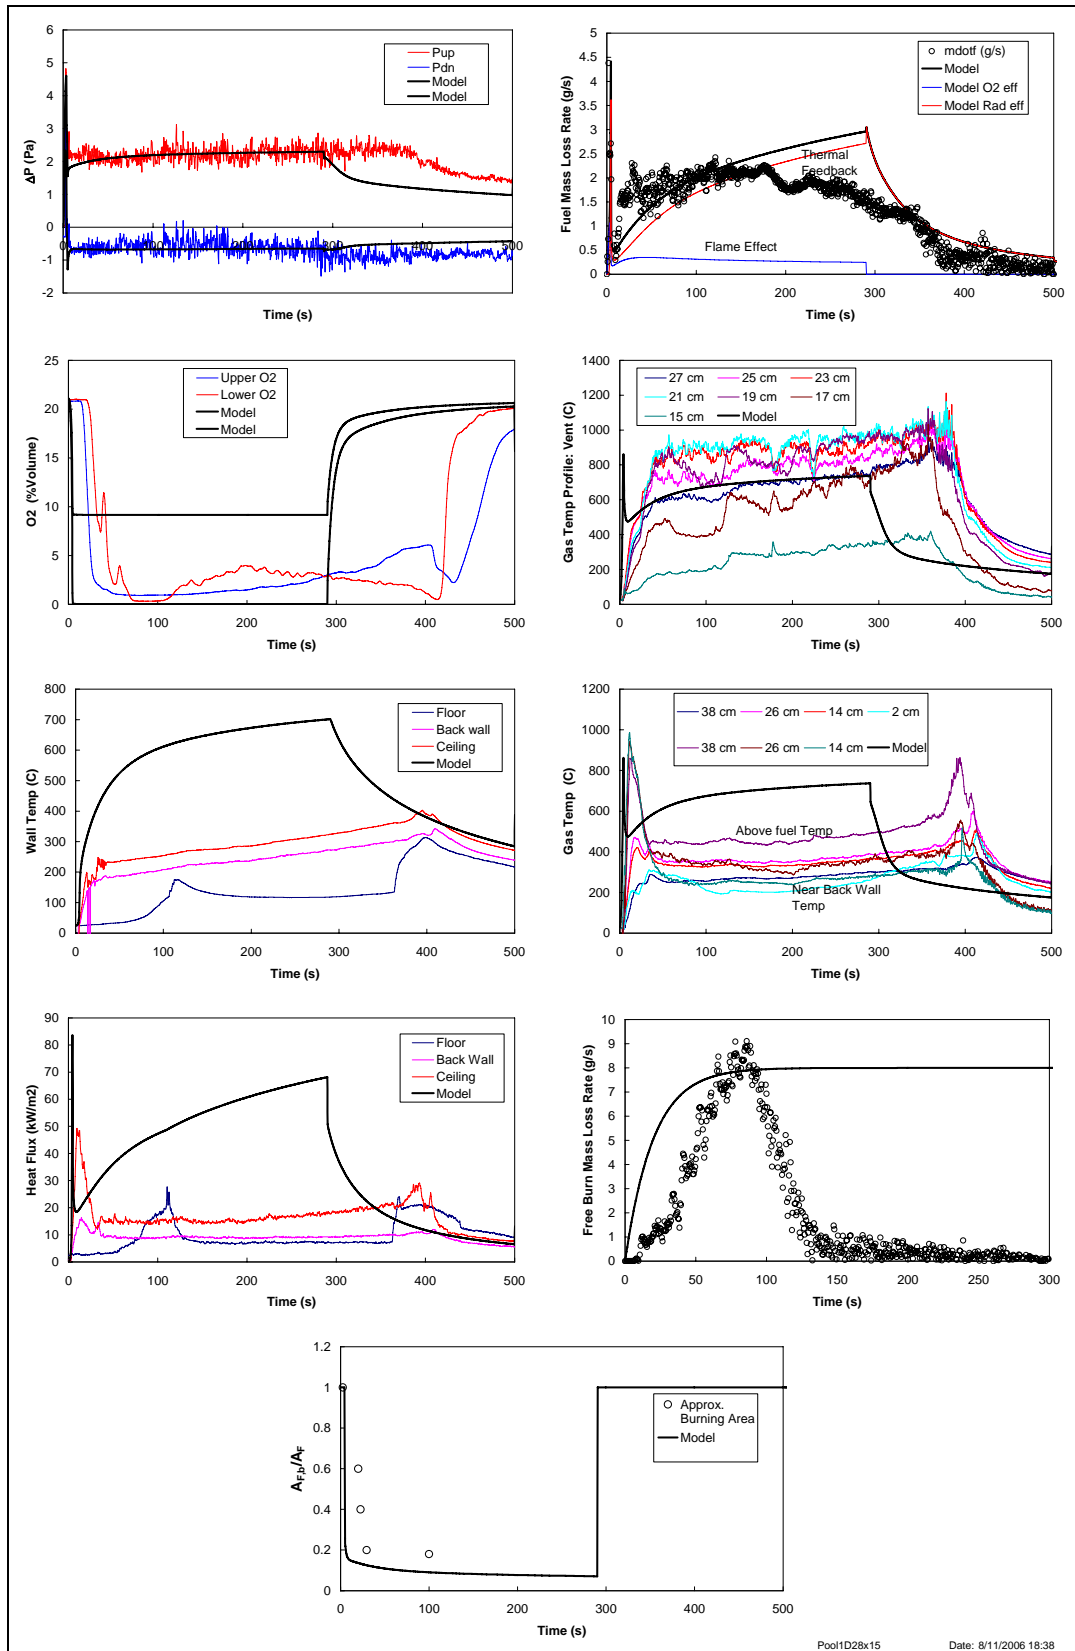 6
5
4
3
2
1
0
-1
-2
0
100
200
300
400
500
ΔP (Pa)
Time (s)
Pup
Pdn
Model
Model
5
4.5
4
3.5
3
2.5
2
1.5
1
0.5
0
0
100
200
300
400
500
Fuel Mass Loss Rate (g/s)
Time (s)
mdotf (g/s)
Model
Model O2 eff
Model Rad eff
Thermal
Feedback
Flame Effect
25
20
15
10
5
0
0
100
200
300
400
500
O2 (%Volume)
Time (s)
Upper O2
Lower O2
Model
Model
1400
1200
1000
800
600
400
200
0
0
100
200
300
400
500
Gas Temp Profile: Vent (C)
Time (s)
27 cm
25 cm
23 cm
21 cm
19 cm
17 cm
15 cm
Model
800
700
600
500
400
300
200
100
0
0
100
200
300
400
500
Wall Temp (C)
Time (s)
Floor
Back wall
Ceiling
Model
1200
1000
800
600
400
200
0
0
100
200
300
400
500
Gas Temp (C)
Time (s)
38 cm
26 cm
14 cm
2 cm
38 cm
26 cm
14 cm
Model
Above fuel Temp
Near Back Wall
Temp
90
80
70
60
50
40
30
20
10
0
0
100
200
300
400
500
Heat Flux (kW/m2)
Time (s)
Floor
Back Wall
Ceiling
Model
10
9
8
7
6
5
4
3
2
1
0
0
50
100
150
200
250
300
Free Burn Mass Loss Rate (g/s)
Time (s)
1.2
1
0.8
0.6
0.4
0.2
0
0
100
200
300
400
500
A_F,b/A_F
Time (s)
Approx.
Burning Area
Model
Pool1D28x15 Date: 8/11/2006 18:38